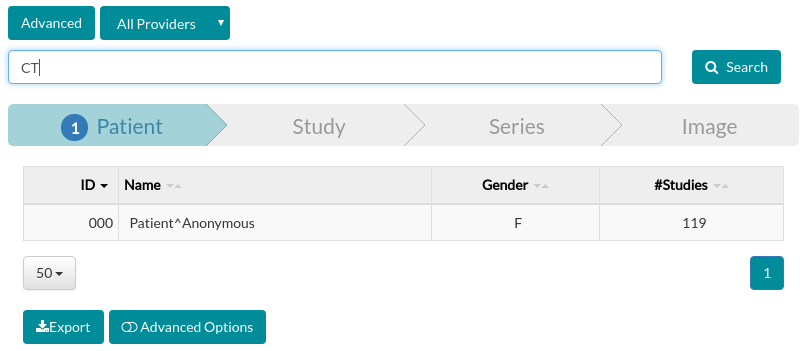 Advanced All Providers
CT
Search
1 Patient Study Series Image
ID Name Gender #Studies
000 Patient^Anonymous F 119
50 1
Export Advanced Options